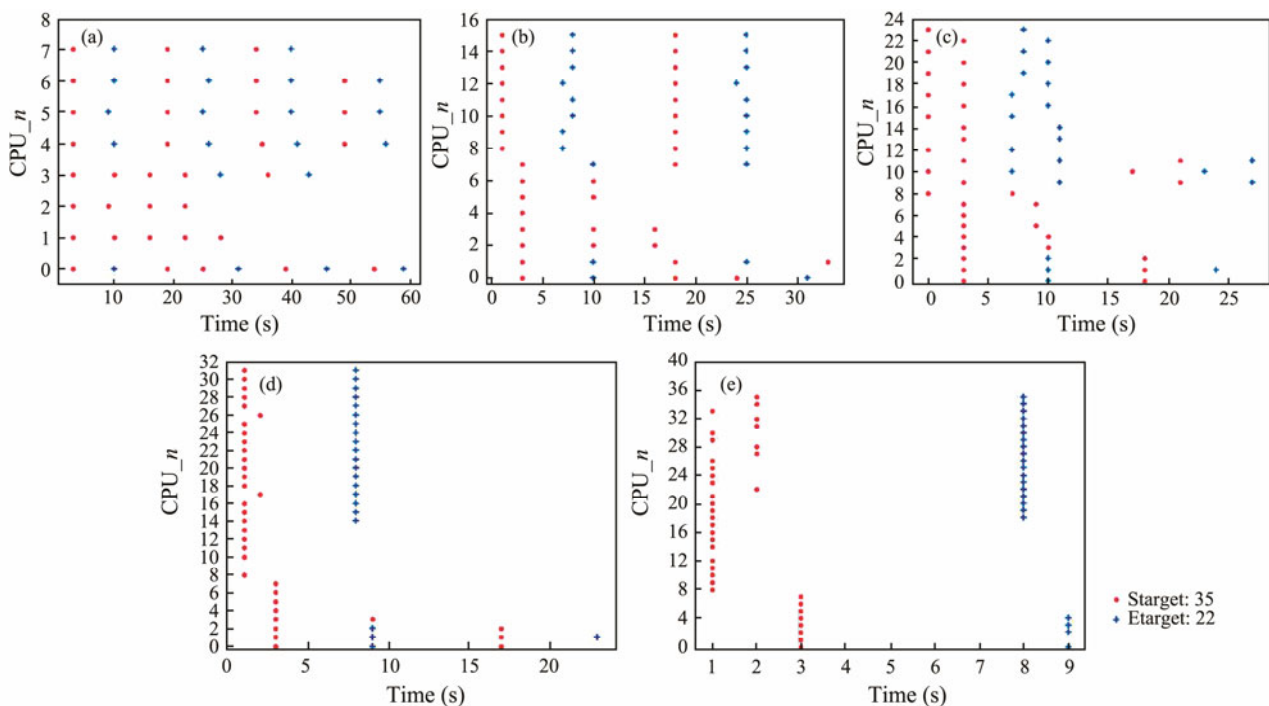 (a)
CPU_n
8
7
6
5
4
3
2
1
0
10 20 30 40 50 60
Time (s)
(b)
CPU_n
16
14
12
10
8
6
4
2
0
0 5 10 15 20 25 30
Time (s)
(c)
CPU_n
24
22
20
18
16
14
12
10
8
6
4
2
0
0 5 10 15 20 25
Time (s)
(d)
CPU_n
32
30
28
26
24
22
20
18
16
14
12
10
8
6
4
2
0
0 5 10 15 20
Time (s)
(e)
CPU_n
40
36
32
28
24
20
16
12
8
4
0
1 2 3 4 5 6 7 8 9
Time (s)
Starget: 35
Etarget: 22